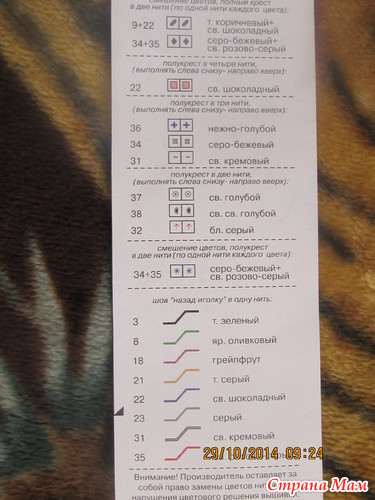 смешение цветов, полный крест
в две нити (по одной нити каждого цвета):
9+22 т. коричневый+
св. шоколадный
34+35 серо-бежевый+
св. розово-серый
полукрест в четыре нити,
(выполнять слева снизу- направо вверх):
22 св. шоколадный
полукрест в три нити,
(выполнять слева снизу- направо вверх):
36 нежно-голубой
34 серо-бежевый
31 св. кремовый
полукрест в две нити,
(выполнять слева снизу- направо вверх):
37 св. голубой
38 св. св. голубой
32 бл. серый
смешение цветов, полукрест
в две нити (по одной нити каждого цвета):
34+35 серо-бежевый+
св. розово-серый
шов "назад иголку" в одну нить:
3 т. зеленый
8 яр. оливковый
18 грейпфрут
21 т. серый
22 св. шоколадный
23 серый
31 св. кремовый
35
29/10/2014 09:24
Внимание! Производитель оставляет за
собой право замены цветов
нарушения цветового решения вышивки
Страна Мам